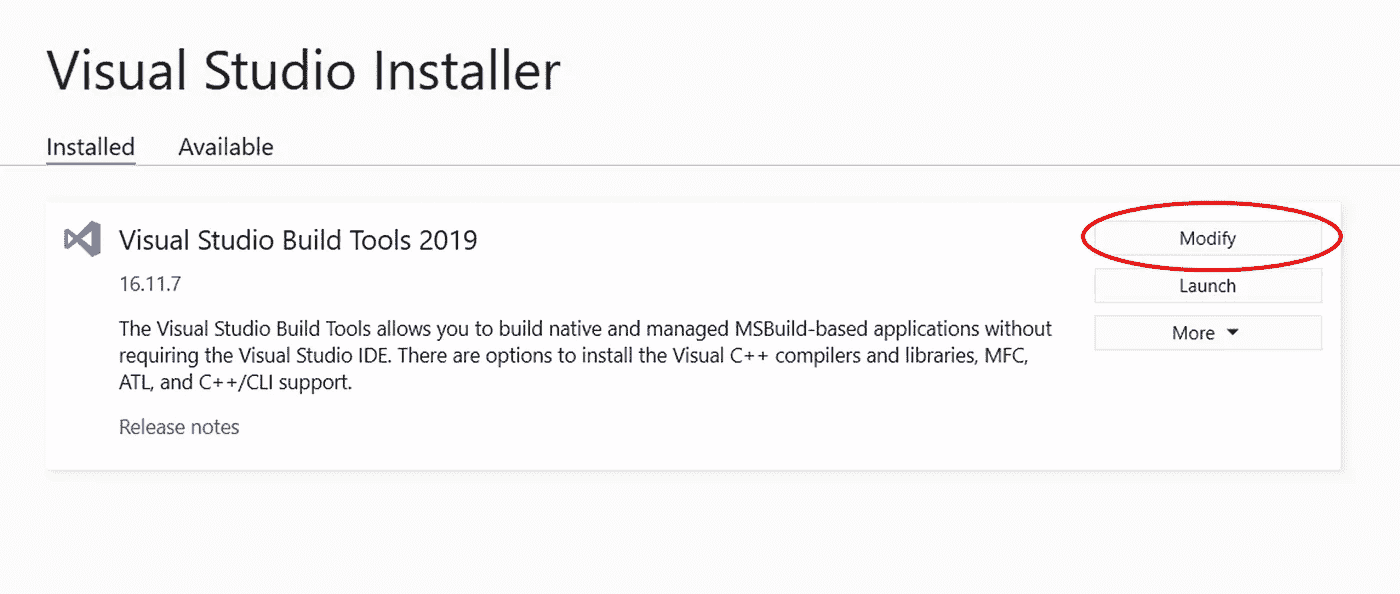 Visual Studio Installer
Installed Available
Visual Studio Build Tools 2019
Modify
16.11.7
Launch
The Visual Studio Build Tools allows you to build native and managed MSBuild-based applications without
requiring the Visual Studio IDE. There are options to install the Visual C++ compilers and libraries, MFC,
ATL, and C++/CLI support.
More
Release notes